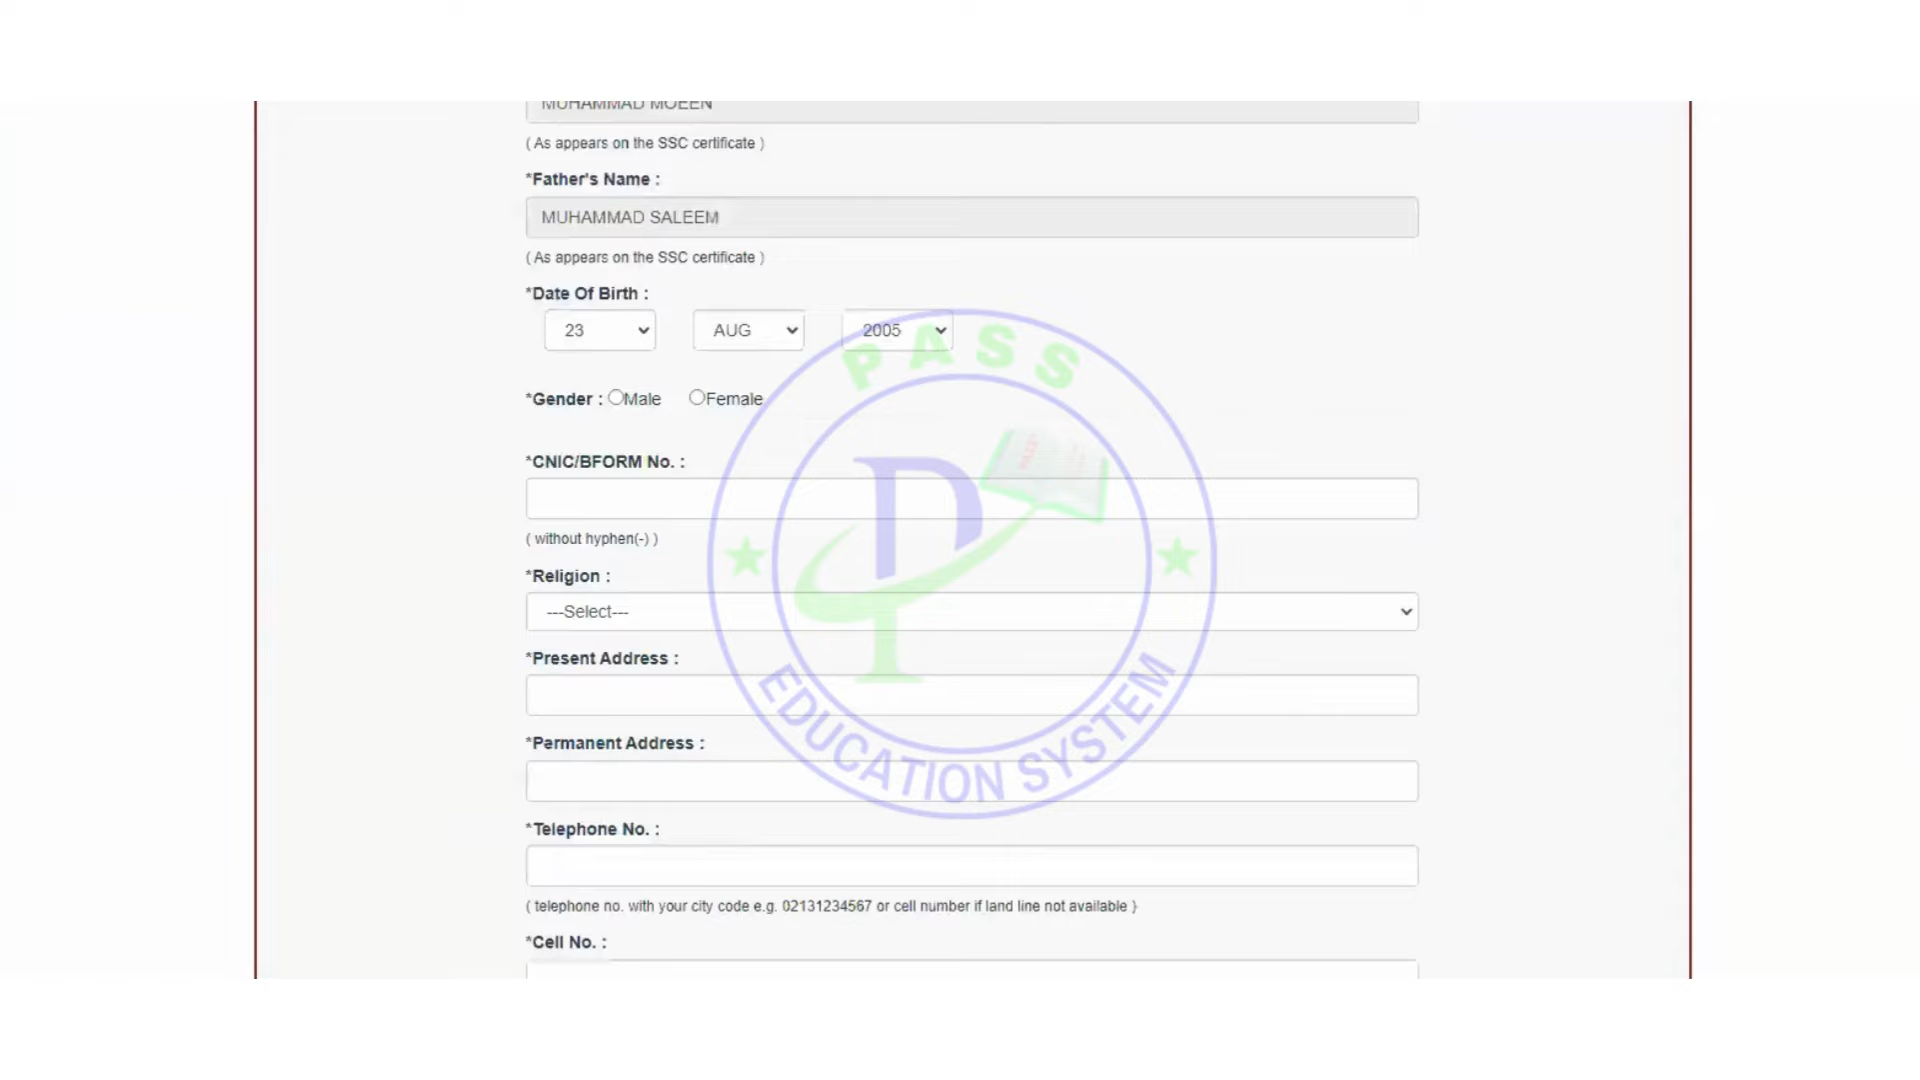 MUHAMMAD MOEEN
( As appears on the SSC certificate )
*Father's Name :
MUHAMMAD SALEEM
( As appears on the SSC certificate )
*Date Of Birth :
23 AUG 2005
*Gender : Male Female
*CNIC/BFORM No. :
( without hyphen(-) )
*Religion :
---Select---
*Present Address :
*Permanent Address :
*Telephone No. :
( telephone no. with your city code e.g. 02131234567 or cell number if land line not available )
*Cell No. :
PASS
EDUCATION SYSTEM